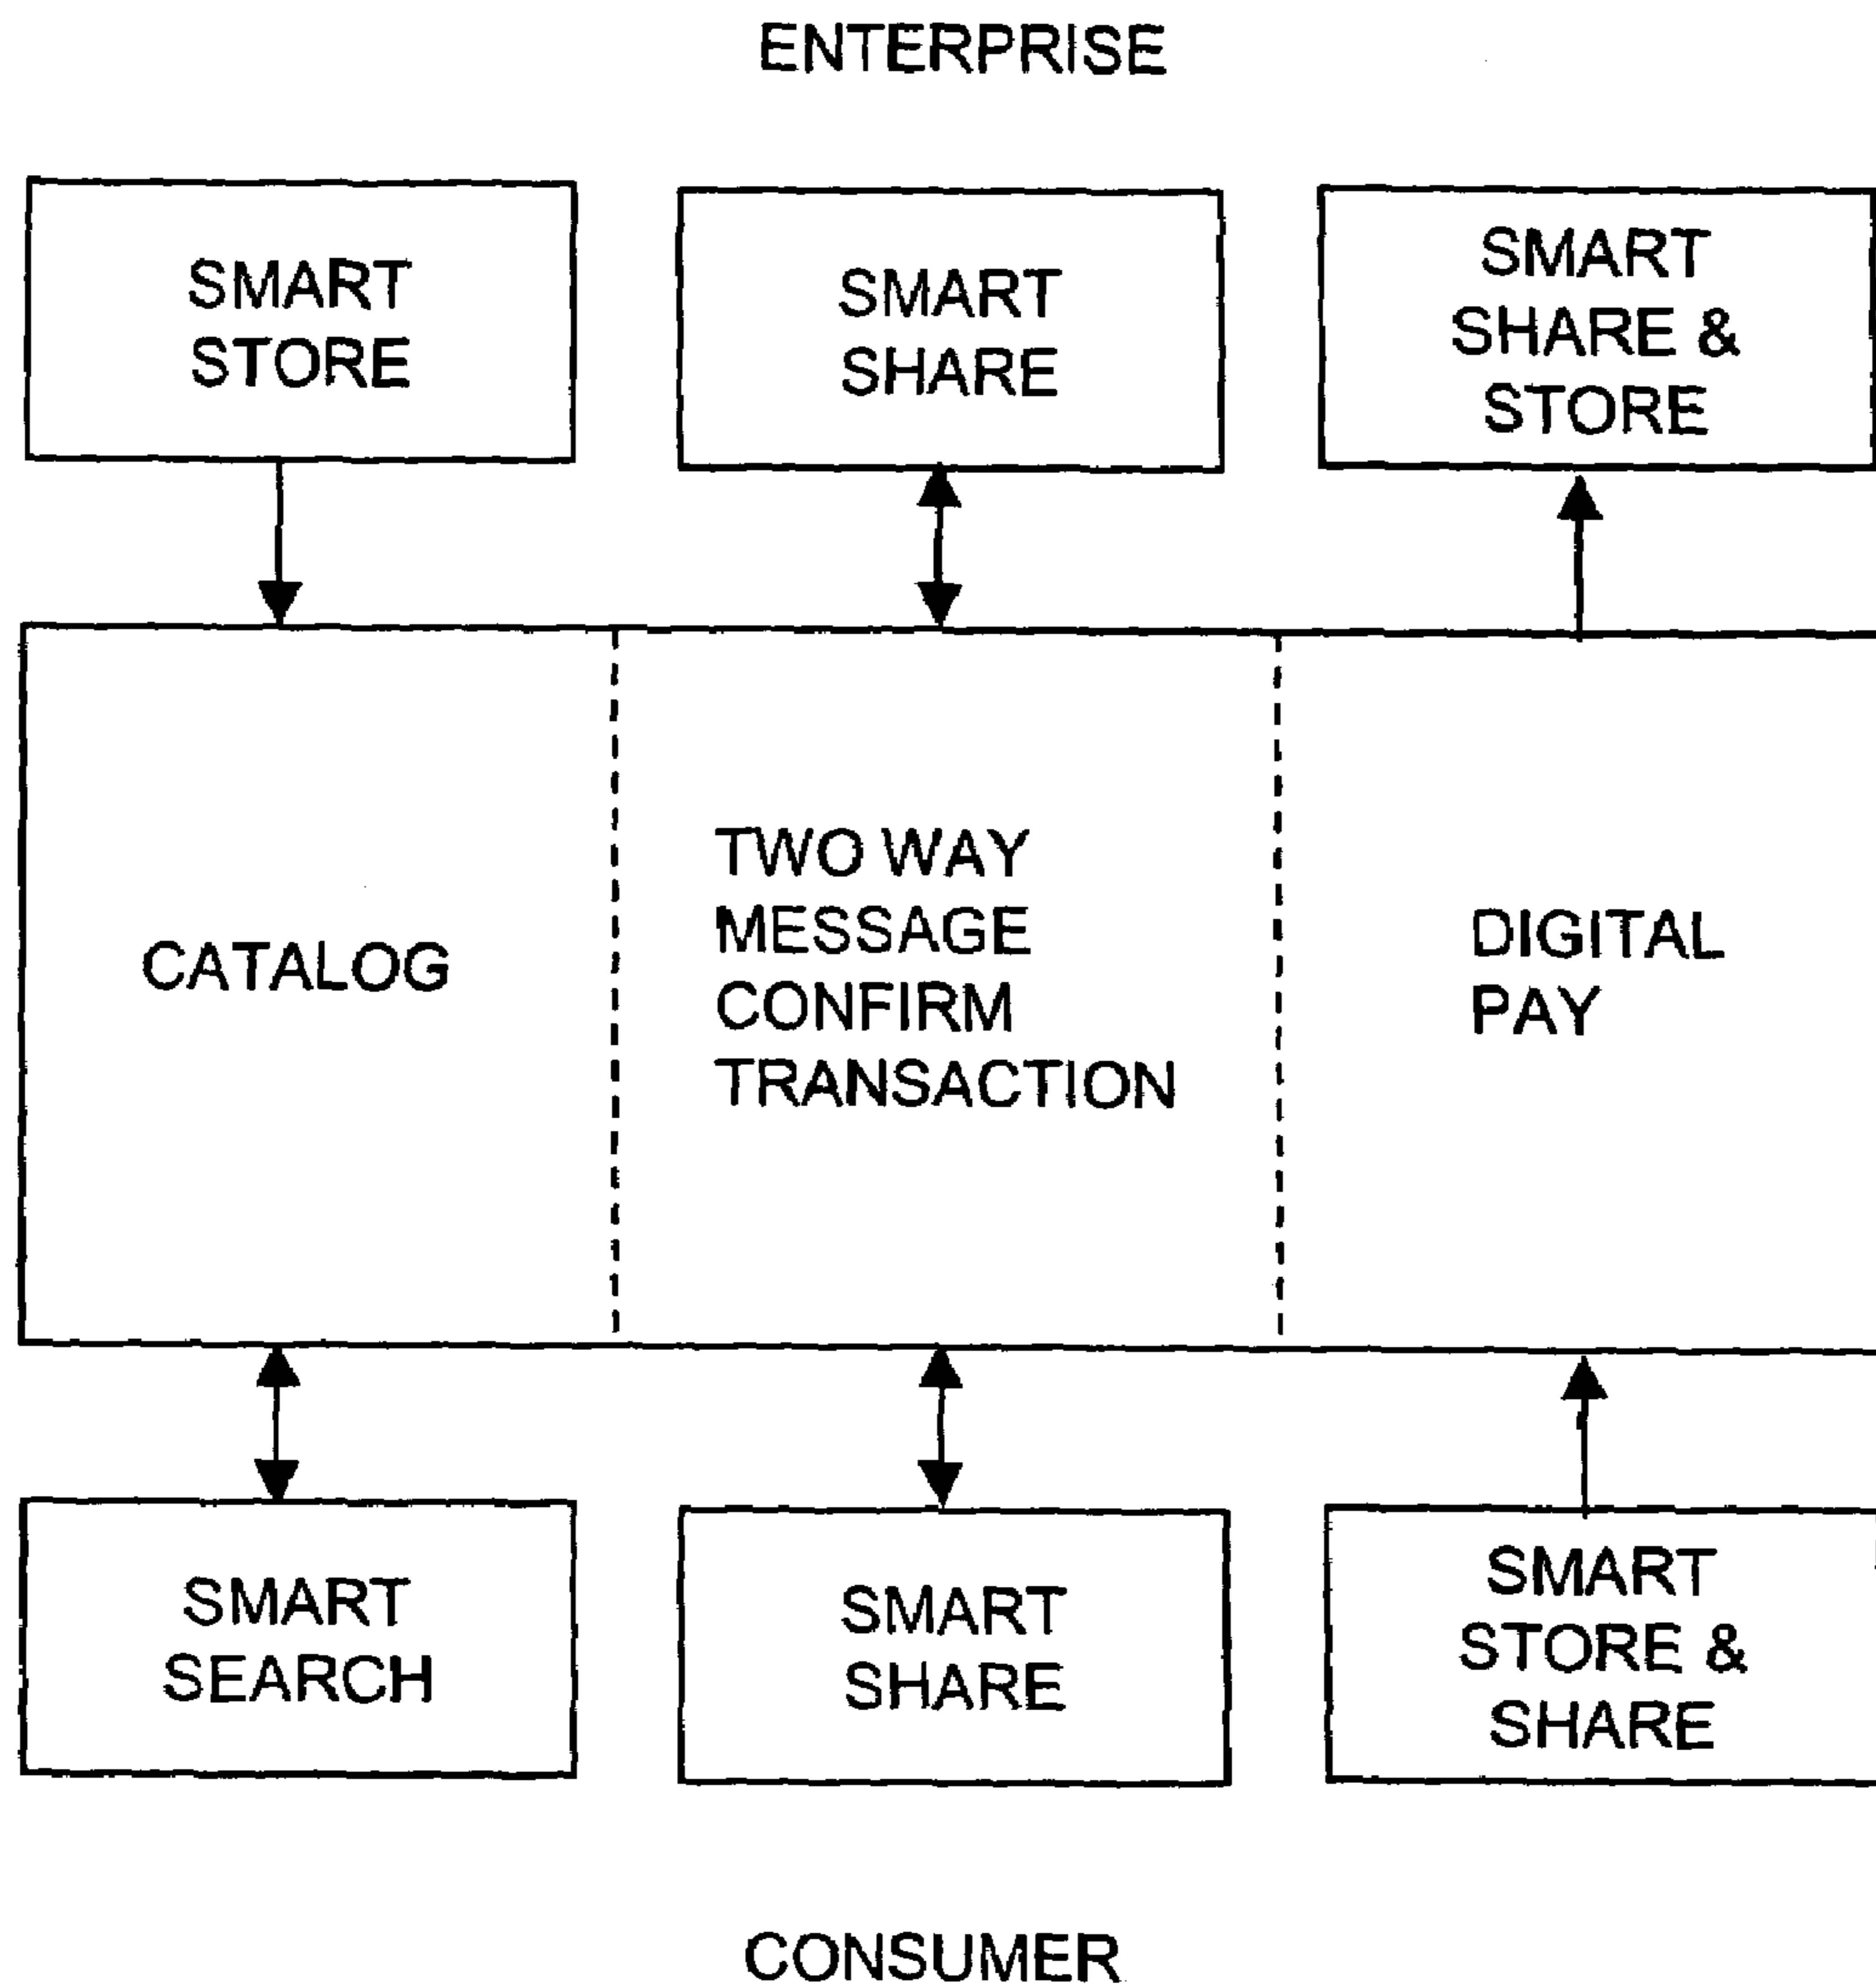 ENTERPRISE
SMART
STORE
SMART
SHARE
SMART
SHARE &
STORE
CATALOG
TWO WAY
MESSAGE
CONFIRM
TRANSACTION
DIGITAL
PAY
SMART
SEARCH
SMART
SHARE
SMART
STORE &
SHARE
CONSUMER